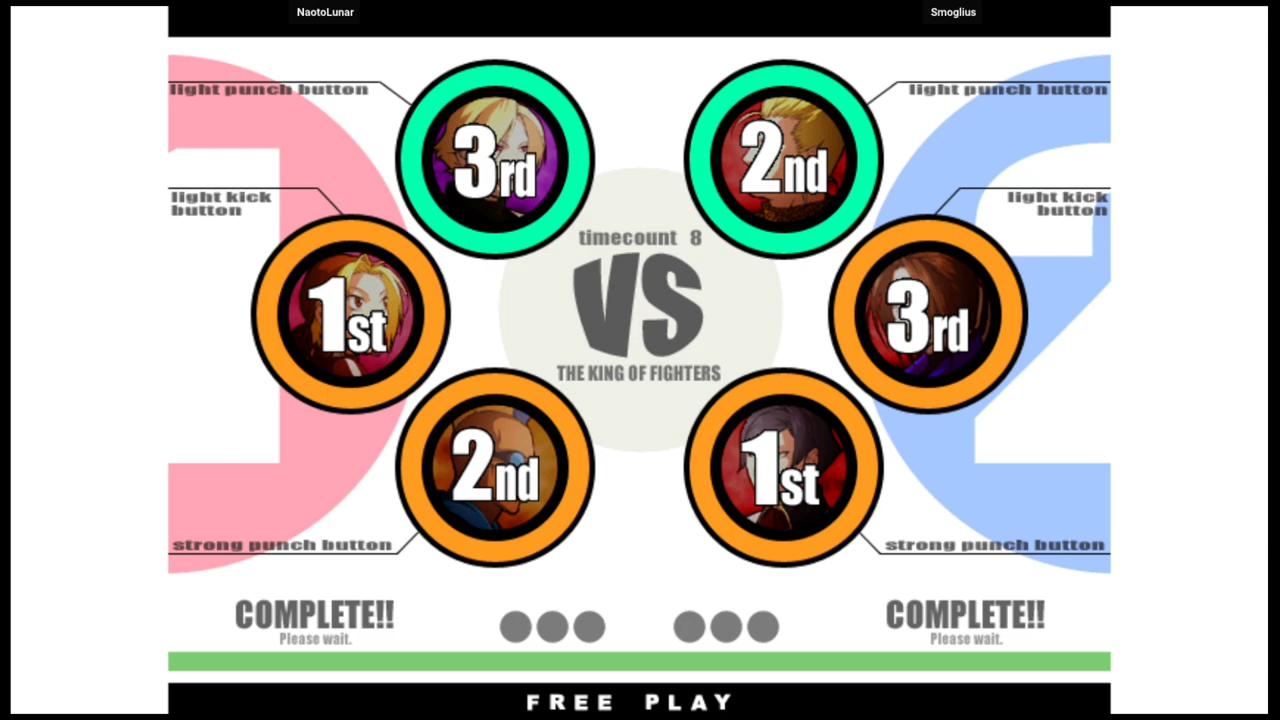 NaotoLunar
Smoglius
light punch button
light punch button
3rd
2nd
light kick
button
light kick
button
timecount 8
VS
1st
3rd
THE KING OF FIGHTERS
2nd
1st
strong punch button
strong punch button
COMPLETE!!
Please wait.
COMPLETE!!
Please wait.
FREE PLAY